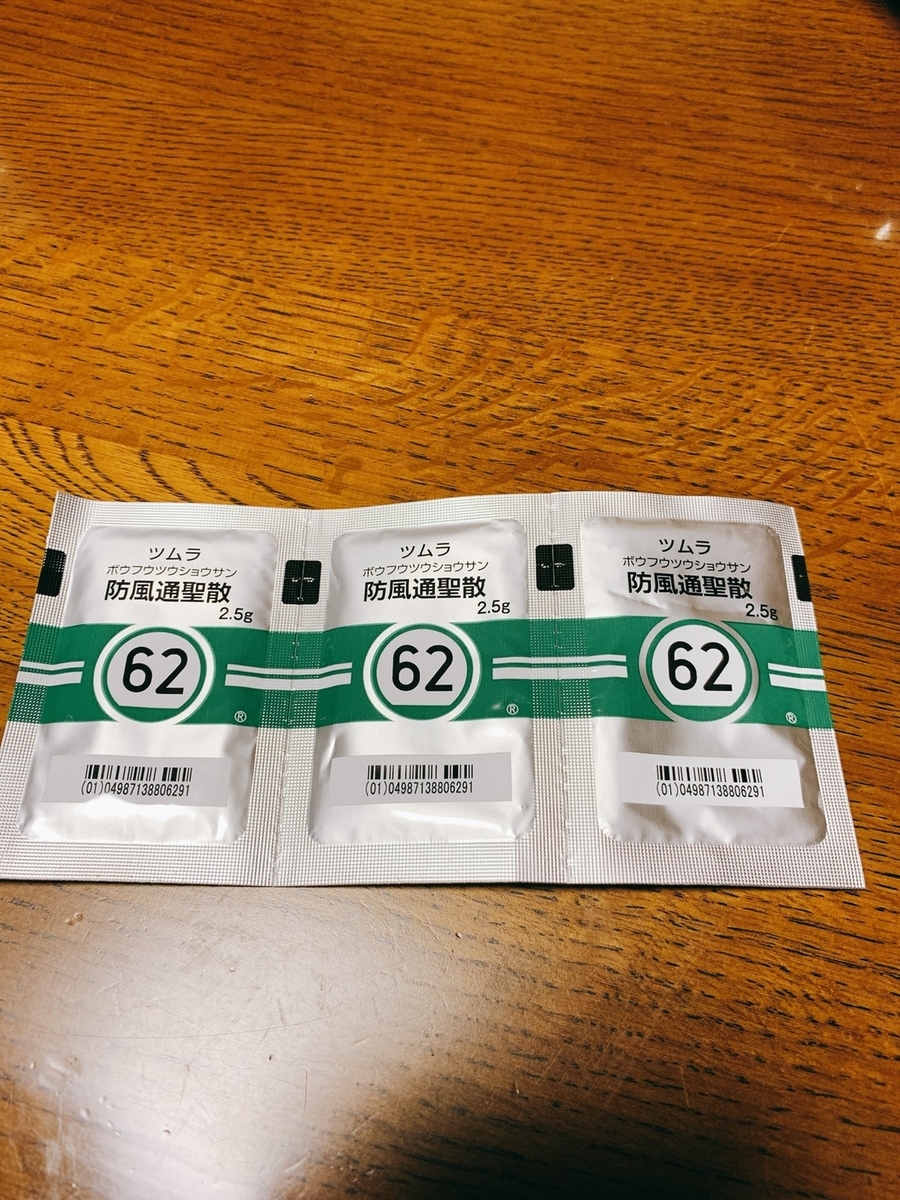 ツムラ
ボウフウツウショウサン
防風通聖散
2.5g
62
®
(01)04987138806291
ツムラ
ボウフウツウショウサン
防風通聖散
2.5g
62
®
(01)04987138806291
ツムラ
ボウフウツウショウサン
防風通聖散
2.5g
62
®
(01)04987138806291